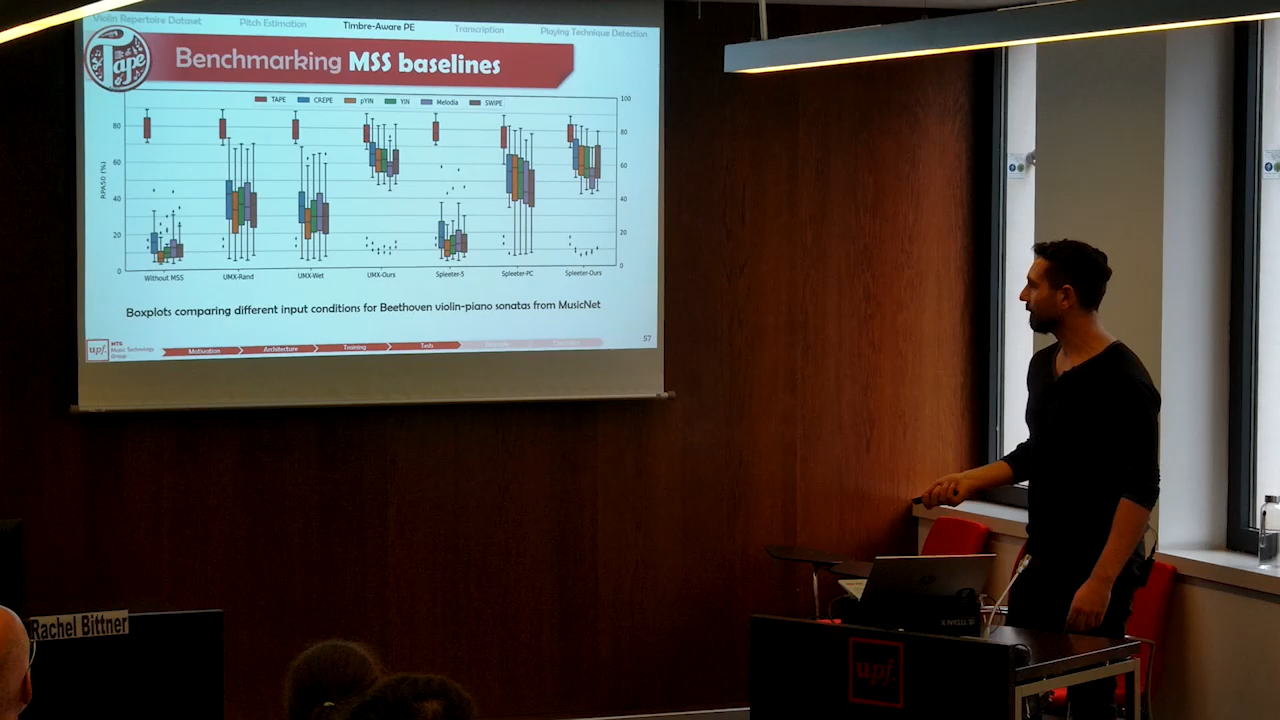 Violin Repertoire Dataset
Pitch Estimation
Timbre-Aware PE
Transcription
Playing Technique Detection
Tape
Benchmarking MSS baselines
TAPE CREPE pYIN YIN Melodia SWIPE
100
80 80
60 60
RPA50 (%)
40 40
20 20
0 0
Without MSS UMX-Rand UMX-Wet UMX-Ours Spleeter-5 Spleeter-PC Spleeter-Ours
Boxplots comparing different input conditions for Beethoven violin-piano sonatas from MusicNet
upf.
MTG
Music Technology
Group
Motivation Architecture Training Tests
57
Rachel Bittner
upf.